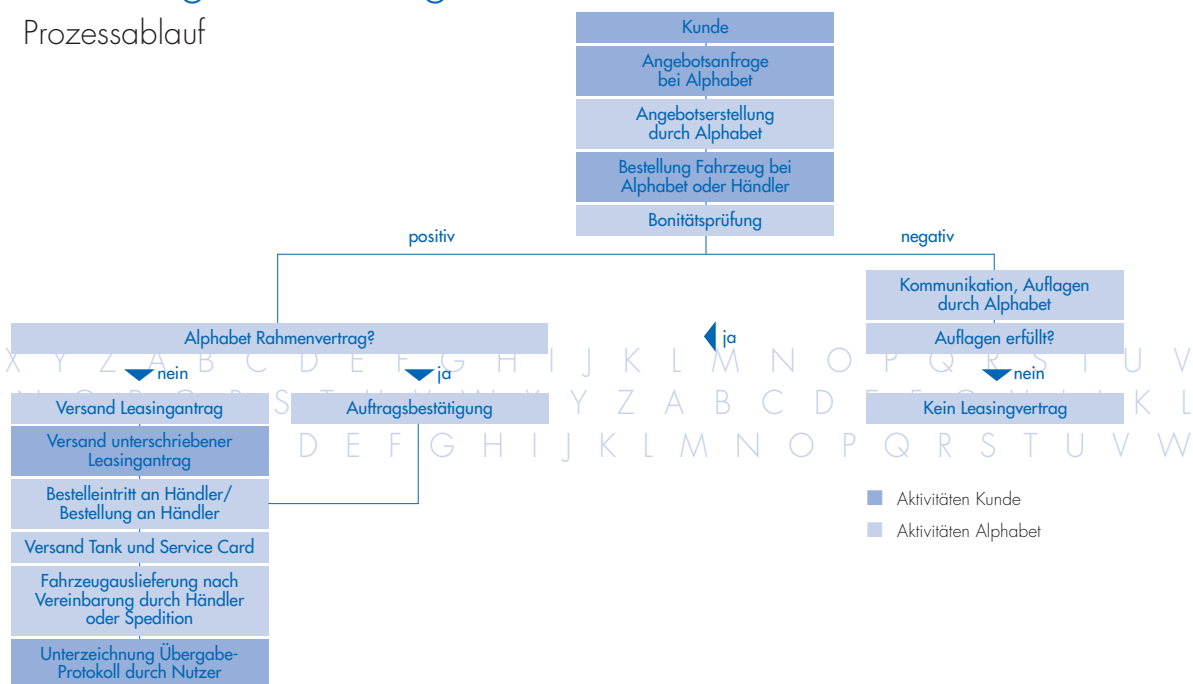 Prozessablauf
Kunde
Angebotsanfrage
bei Alphabet
Angebotserstellung
durch Alphabet
Bestellung Fahrzeug bei
Alphabet oder Händler
Bonitätsprüfung
positiv
negativ
Kommunikation, Auflagen
durch Alphabet
Alphabet Rahmenvertrag?
ja
Auflagen erfüllt?
X Y Z A B C D E F G H I J K L M N O P Q R S T U V
nein
ja
nein
Versand Leasingantrag
Auftragsbestätigung
Kein Leasingvertrag
Versand unterschriebener
Leasingantrag
D E F G H I J K L M N O P Q R S T U V W
Bestelleintritt an Händler/
Bestellung an Händler
Aktivitäten Kunde
Aktivitäten Alphabet
Versand Tank und Service Card
Fahrzeugauslieferung nach
Vereinbarung durch Händler
oder Spedition
Unterzeichnung Übergabe-
Protokoll durch Nutzer